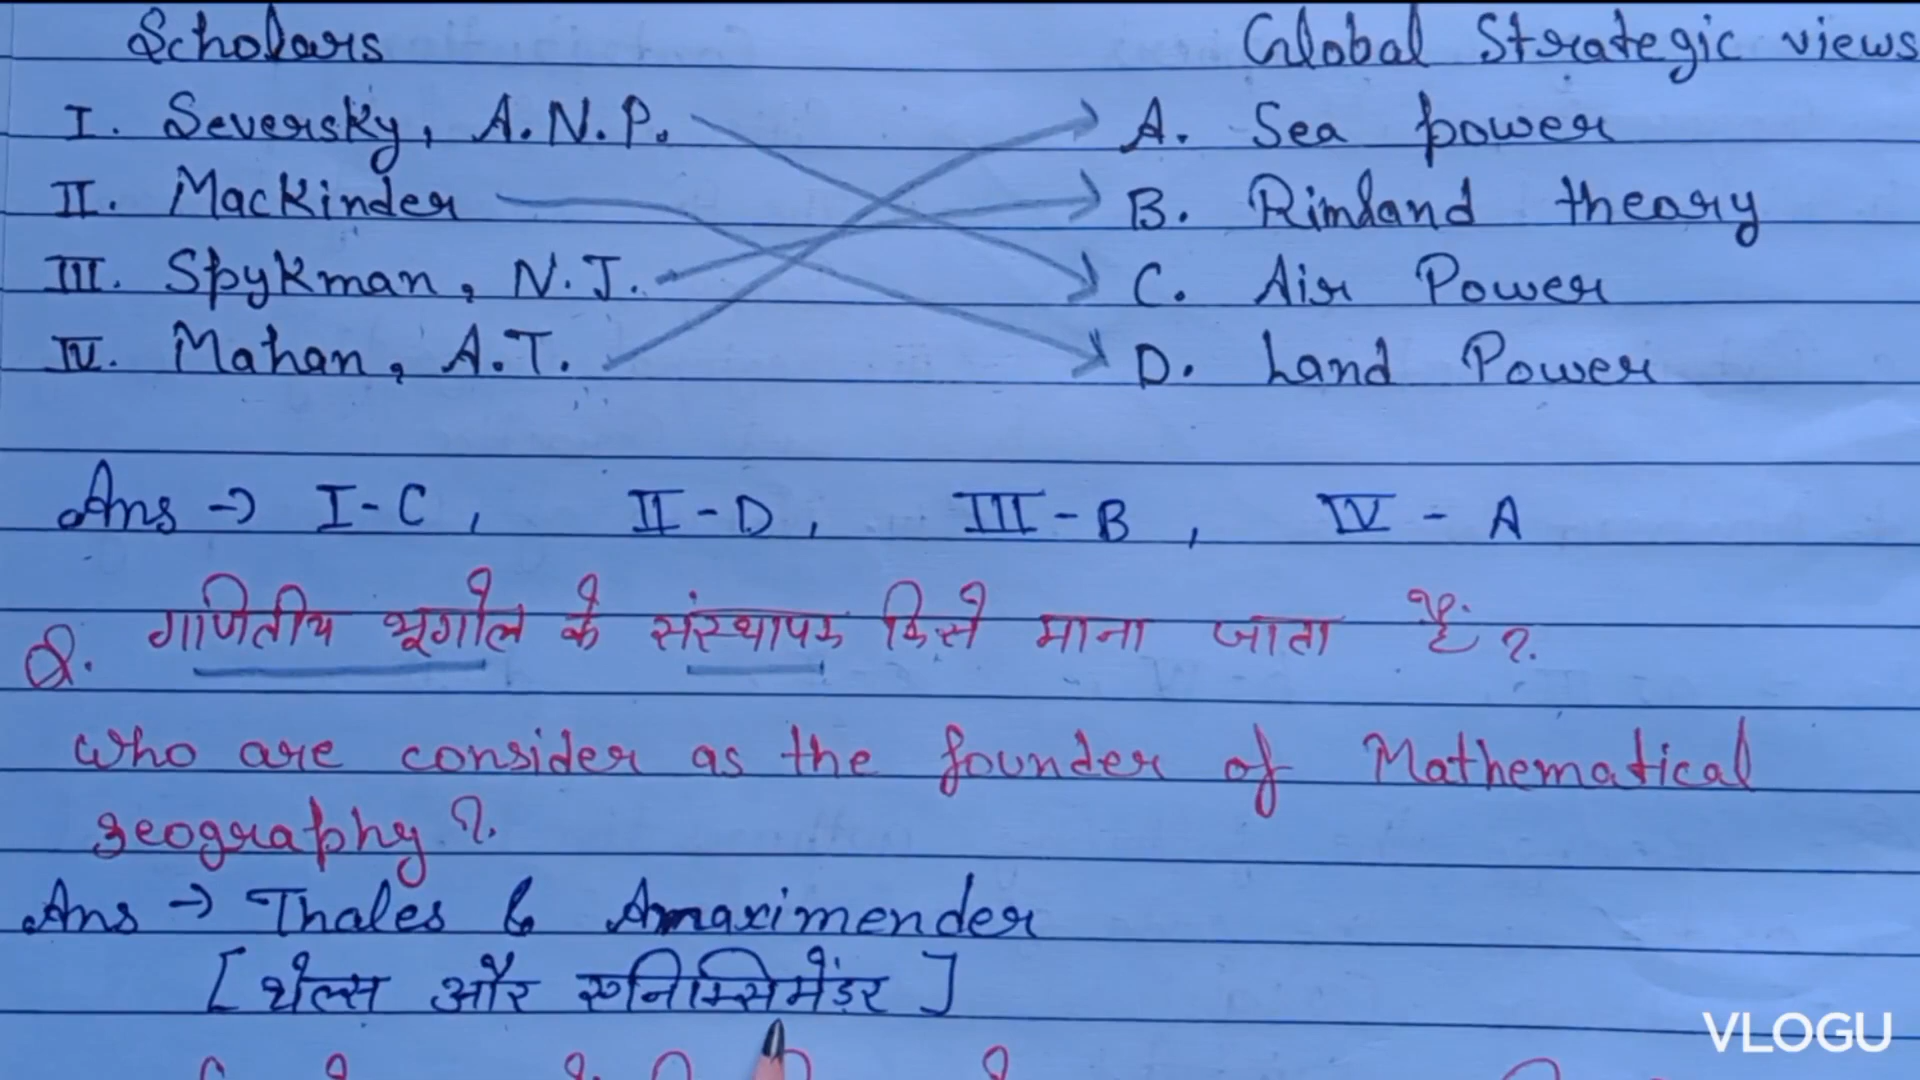 Scholars Global Strategic views
I. Seversky, A.N.P. A. Sea power
II. Mackinder B. Rimland theory
III. Spykman, N.J. C. Air Power
IV. Mahan, A.T. D. Land Power
Ans → I-C, II-D, III-B, IV-A
Q. गणितीय भूगोल के संस्थापक किसे माना जाता है?
who are consider as the founder of Mathematical
geography?
Ans → Thales & Amaximender
[थेल्स और एनिम्सिमेंडर]
VLOGU